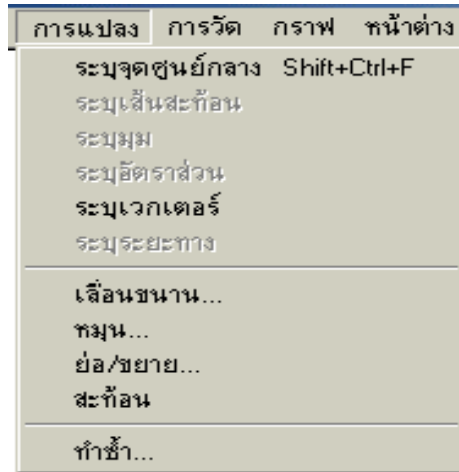 การแปลง การวัด กราฟ หน้าต่าง
ระบุจุดศูนย์กลาง Shift+Ctrl+F
ระบุเส้นสะท้อน
ระบุมุม
ระบุอัตราส่วน
ระบุเวกเตอร์
ระบุระยะทาง
เลื่อนขนาน...
หมุน...
ย่อ/ขยาย...
สะท้อน
ทำซ้ำ...